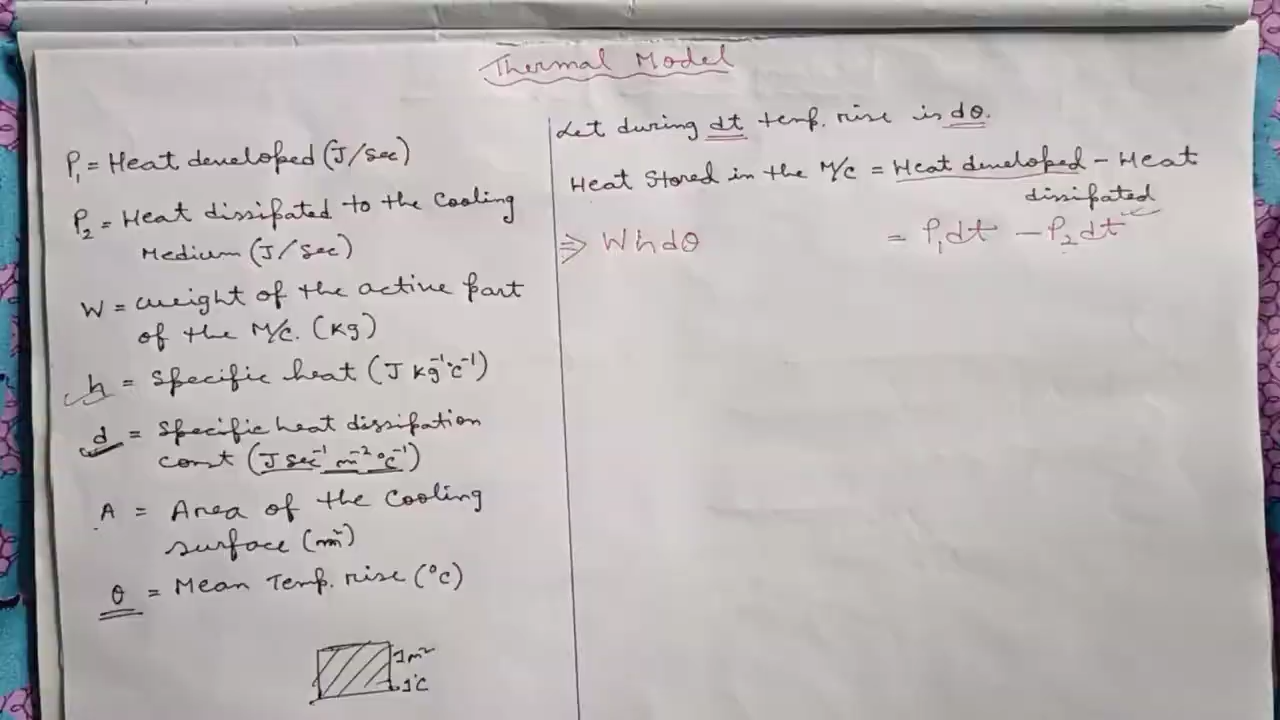 Thermal Model
P₁ = Heat developed (J/sec)
P₂ = Heat dissipated to the Cooling
Medium (J/sec)
W = weight of the active part
of the M/c. (Kg)
h = Specific heat (J Kg⁻¹ °c⁻¹)
d = Specific heat dissipation
const (J sec⁻¹ m⁻² °c⁻¹)
A = Area of the Cooling
surface (m²)
θ = Mean Temp. rise (°c)
1m²
1°c
Let during dt temp. rise is dθ.
Heat Stored in the M/c = Heat developed - Heat
dissipated
⇒ W h dθ = P₁dt - P₂dt